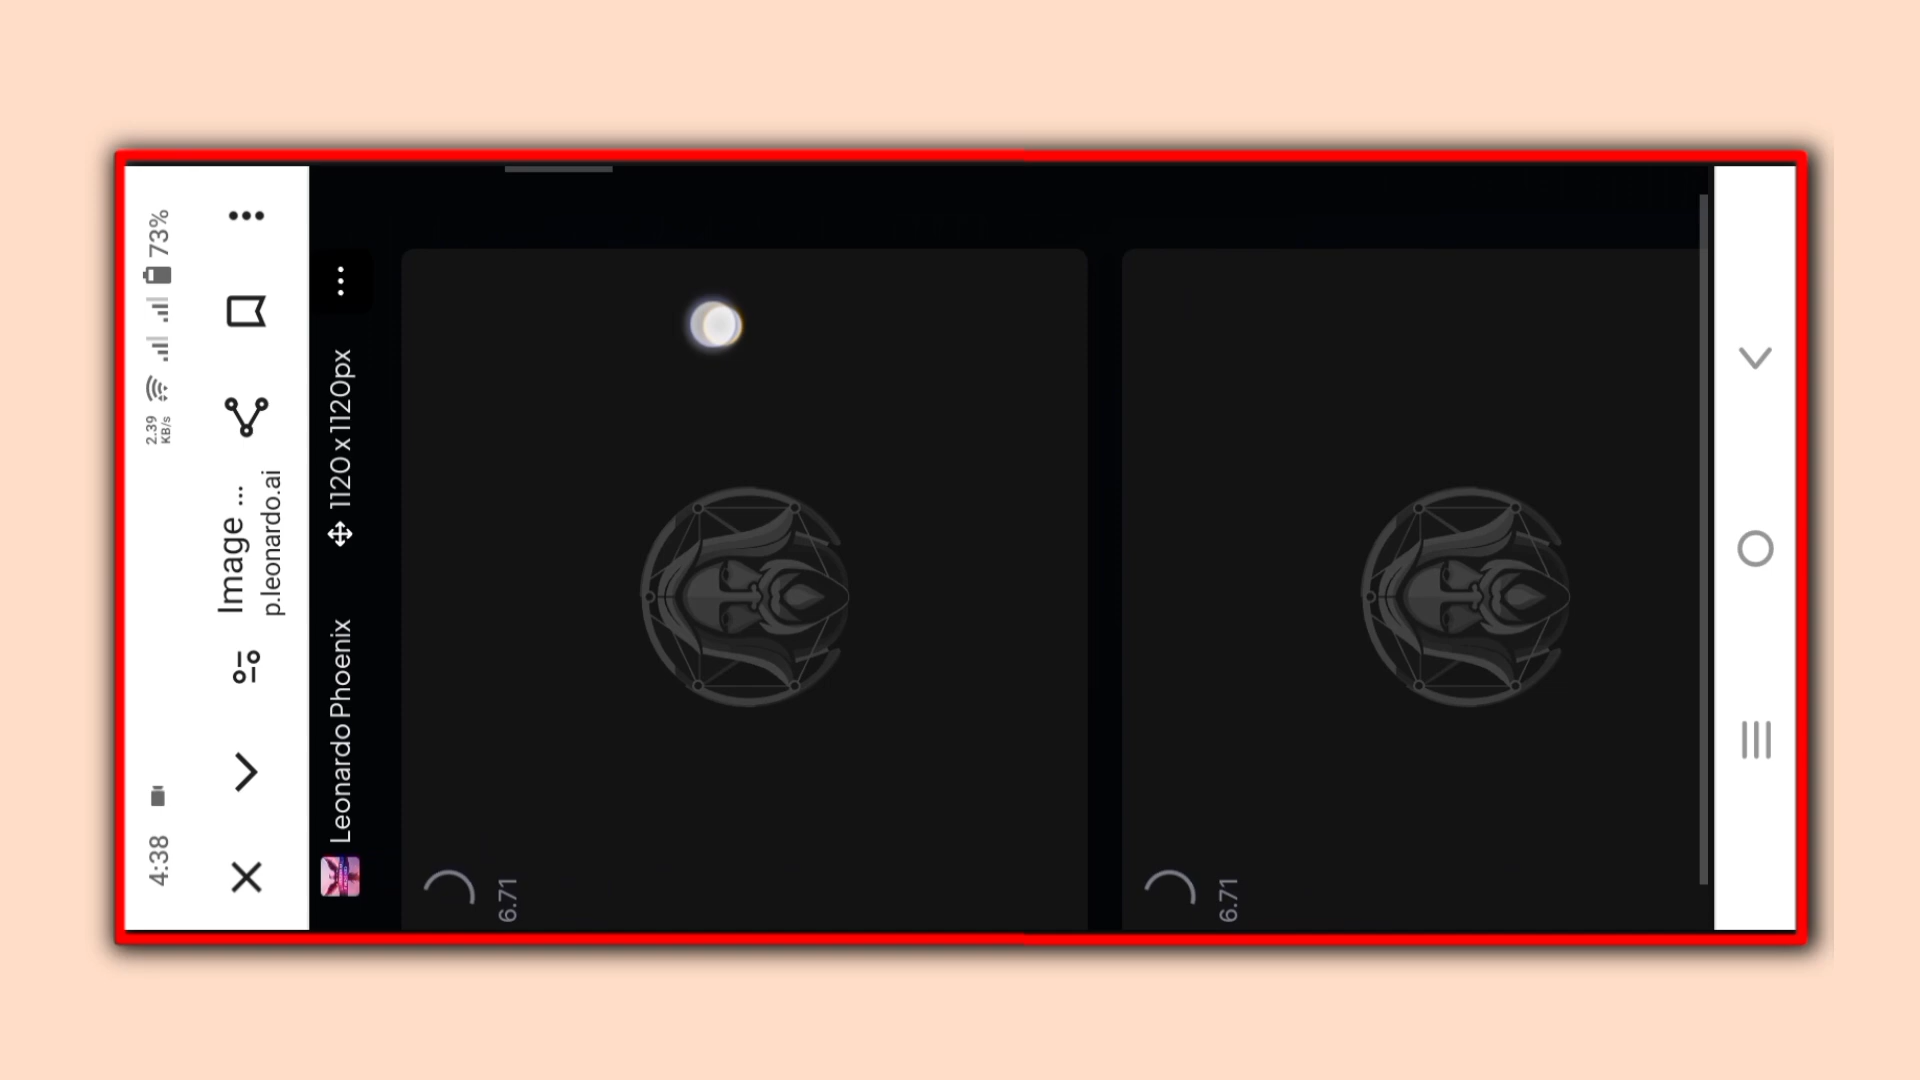 4:38
2.39
KB/s
73%
Image ...
p.leonardo.ai
Leonardo Phoenix
1120 x 1120px
6.71
6.71